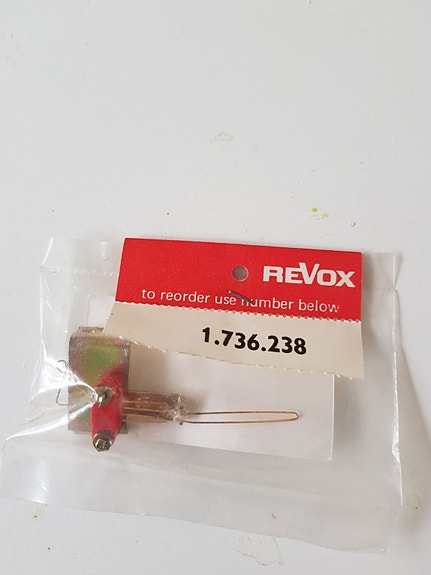 REVOX
to reorder use number below
1.736.238